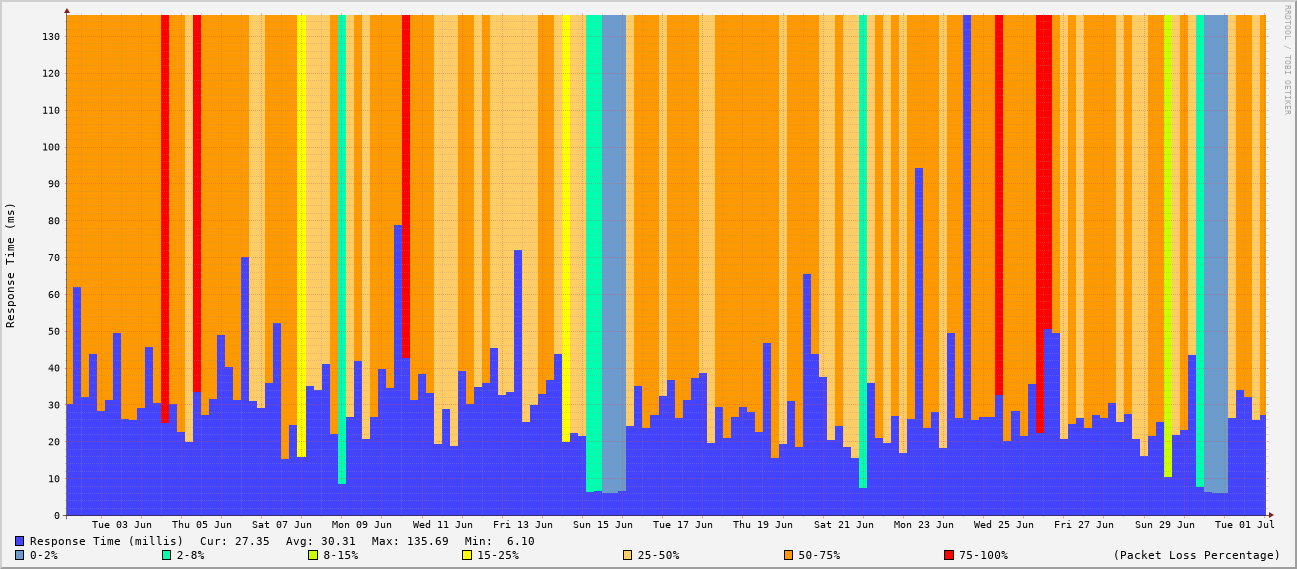 RRDTOOL / TOBI OETIKER
Response Time (ms)
130
120
110
100
90
80
70
60
50
40
30
20
10
0
Tue 03 Jun Thu 05 Jun Sat 07 Jun Mon 09 Jun Wed 11 Jun Fri 13 Jun Sun 15 Jun Tue 17 Jun Thu 19 Jun Sat 21 Jun Mon 23 Jun Wed 25 Jun Fri 27 Jun Sun 29 Jun Tue 01 Jul
Response Time (millis) Cur: 27.35 Avg: 30.31 Max: 135.69 Min: 6.10
0-2% 2-8% 8-15% 15-25% 25-50% 50-75% 75-100% (Packet Loss Percentage)